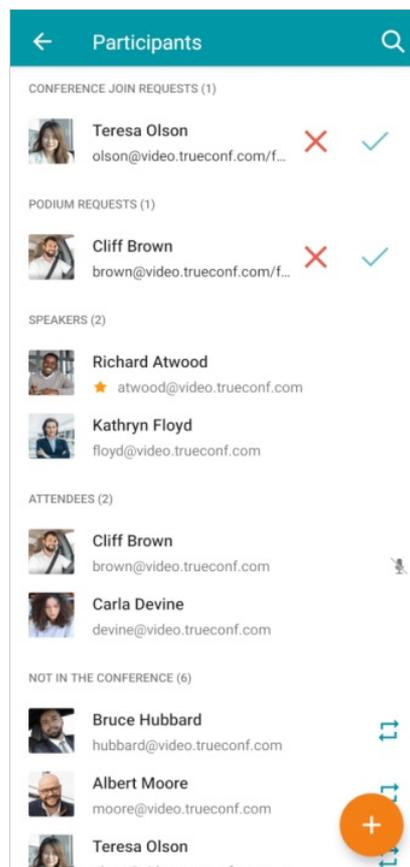 Participants
CONFERENCE JOIN REQUESTS (1)
Teresa Olson
olson@video.trueconf.com/f...
PODIUM REQUESTS (1)
Cliff Brown
brown@video.trueconf.com/f...
SPEAKERS (2)
Richard Atwood
atwood@video.trueconf.com
Kathryn Floyd
floyd@video.trueconf.com
ATTENDEES (2)
Cliff Brown
brown@video.trueconf.com
Carla Devine
devine@video.trueconf.com
NOT IN THE CONFERENCE (6)
Bruce Hubbard
hubbard@video.trueconf.com
Albert Moore
moore@video.trueconf.com
Teresa Olson